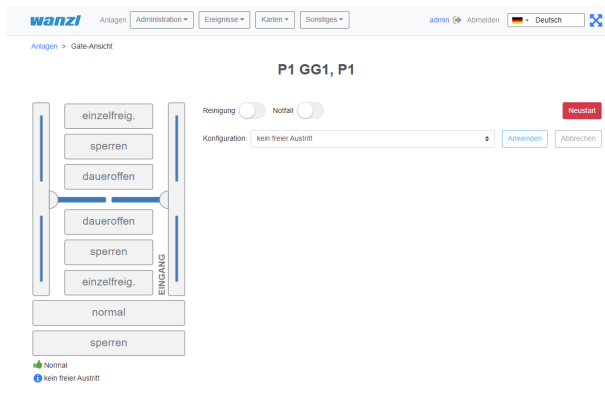 wanzl Anlagen Administration Ereignisse Karten Sonstiges admin Abmelden Deutsch
Anlagen > Gate-Ansicht
P1 GG1, P1
einzelfreig.
sperren
daueroffen
daueroffen
sperren
einzelfreig.
EINGANG
normal
sperren
Normal
kein freier Austritt
Reinigung Notfall Neustart
Konfiguration: kein freier Austritt Anwenden Abbrechen